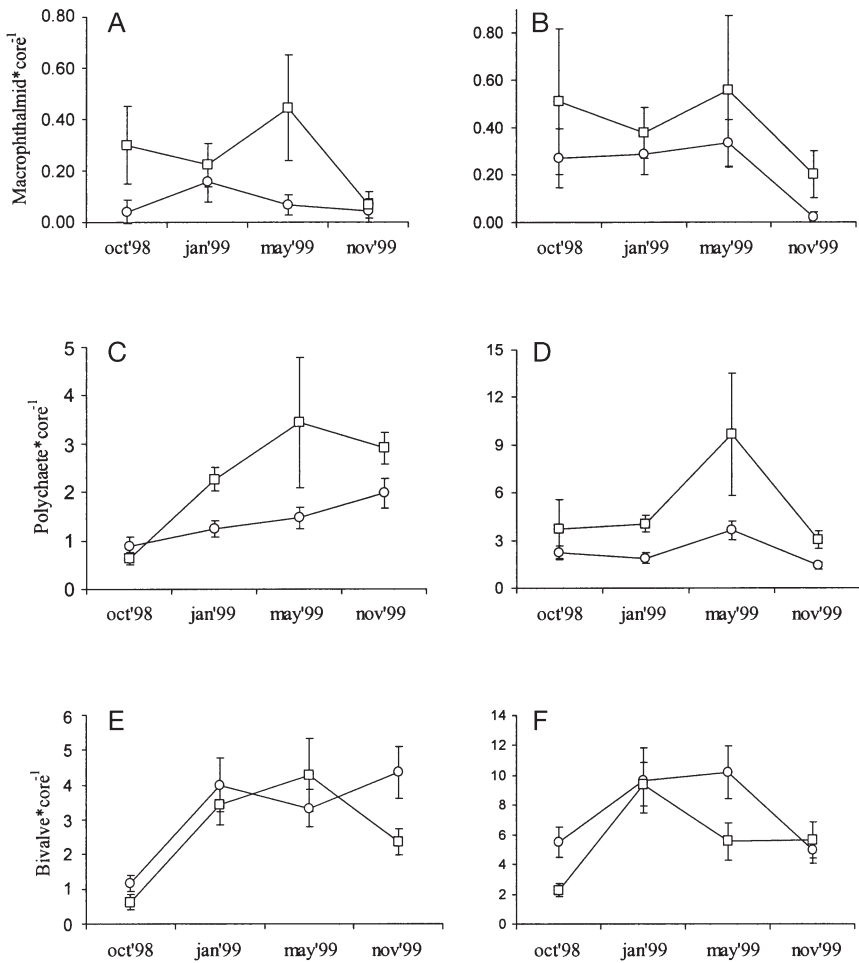 A
B
Macrophthalmid*core-1
0.80
0.60
0.40
0.20
0.00
oct'98 jan'99 may'99 nov'99
0.80
0.60
0.40
0.20
0.00
oct'98 jan'99 may'99 nov'99
C
D
Polychaete*core-1
5
4
3
2
1
0
oct'98 jan'99 may'99 nov'99
15
12
9
6
3
0
oct'98 jan'99 may'99 nov'99
E
F
Bivalve*core-1
6
5
4
3
2
1
0
oct'98 jan'99 may'99 nov'99
14
12
10
8
6
4
2
0
oct'98 jan'99 may'99 nov'99